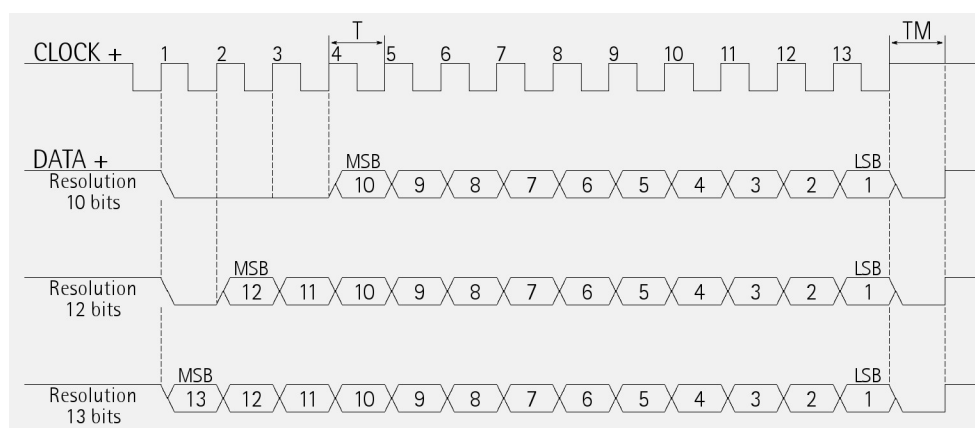 T TM
CLOCK + 1 2 3 4 5 6 7 8 9 10 11 12 13
DATA +
MSB LSB
Resolution 10 9 8 7 6 5 4 3 2 1
10 bits
MSB LSB
Resolution 12 11 10 9 8 7 6 5 4 3 2 1
12 bits
MSB LSB
Resolution 13 12 11 10 9 8 7 6 5 4 3 2 1
13 bits